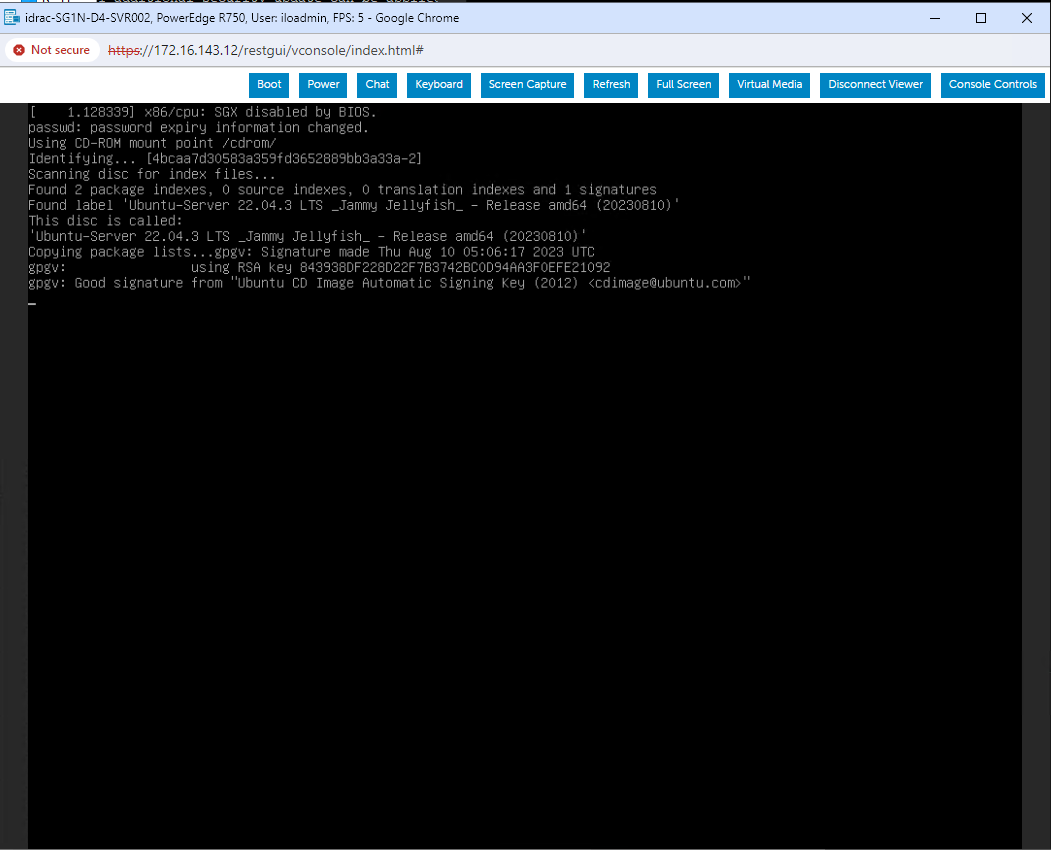 idrac-SG1N-D4-SVR002, PowerEdge R750, User: iloadmin, FPS: 5 - Google Chrome
Not secure https://172.16.143.12/restgui/vconsole/index.html#
Boot Power Chat Keyboard Screen Capture Refresh Full Screen Virtual Media Disconnect Viewer Console Controls
[    1.128339] x86/cpu: SGX disabled by BIOS.
passwd: password expiry information changed.
Using CD-ROM mount point /cdrom/
Identifying... [4bcaa7d30583a359fd3652889bb3a33a-2]
Scanning disc for index files...
Found 2 package indexes, 0 source indexes, 0 translation indexes and 1 signatures
Found label 'Ubuntu-Server 22.04.3 LTS _Jammy Jellyfish_ - Release amd64 (20230810)'
This disc is called:
'Ubuntu-Server 22.04.3 LTS _Jammy Jellyfish_ - Release amd64 (20230810)'
Copying package lists...gpgv: Signature made Thu Aug 10 05:06:17 2023 UTC
gpgv:                using RSA key 843938DF228D22F7B3742BC0D94AA3F0EFE21092
gpgv: Good signature from "Ubuntu CD Image Automatic Signing Key (2012) <cdimage@ubuntu.com>"